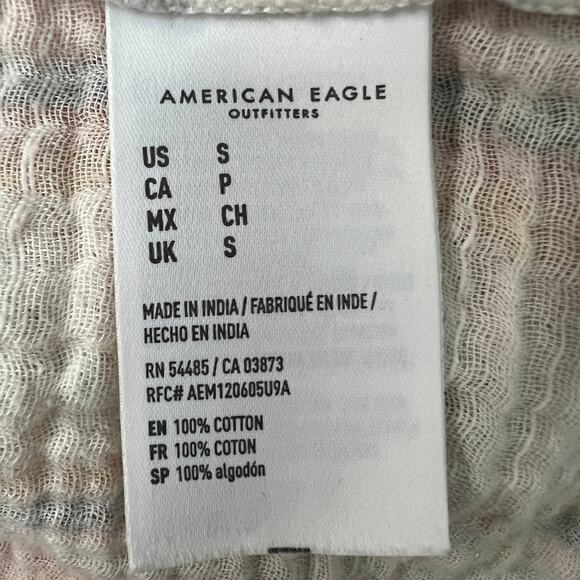 AMERICAN EAGLE
OUTFITTERS
US S
CA P
MX CH
UK S
MADE IN INDIA / FABRIQUÉ EN INDE /
HECHO EN INDIA
RN 54485 / CA 03873
RFC# AEM120605U9A
EN 100% COTTON
FR 100% COTON
SP 100% algodón